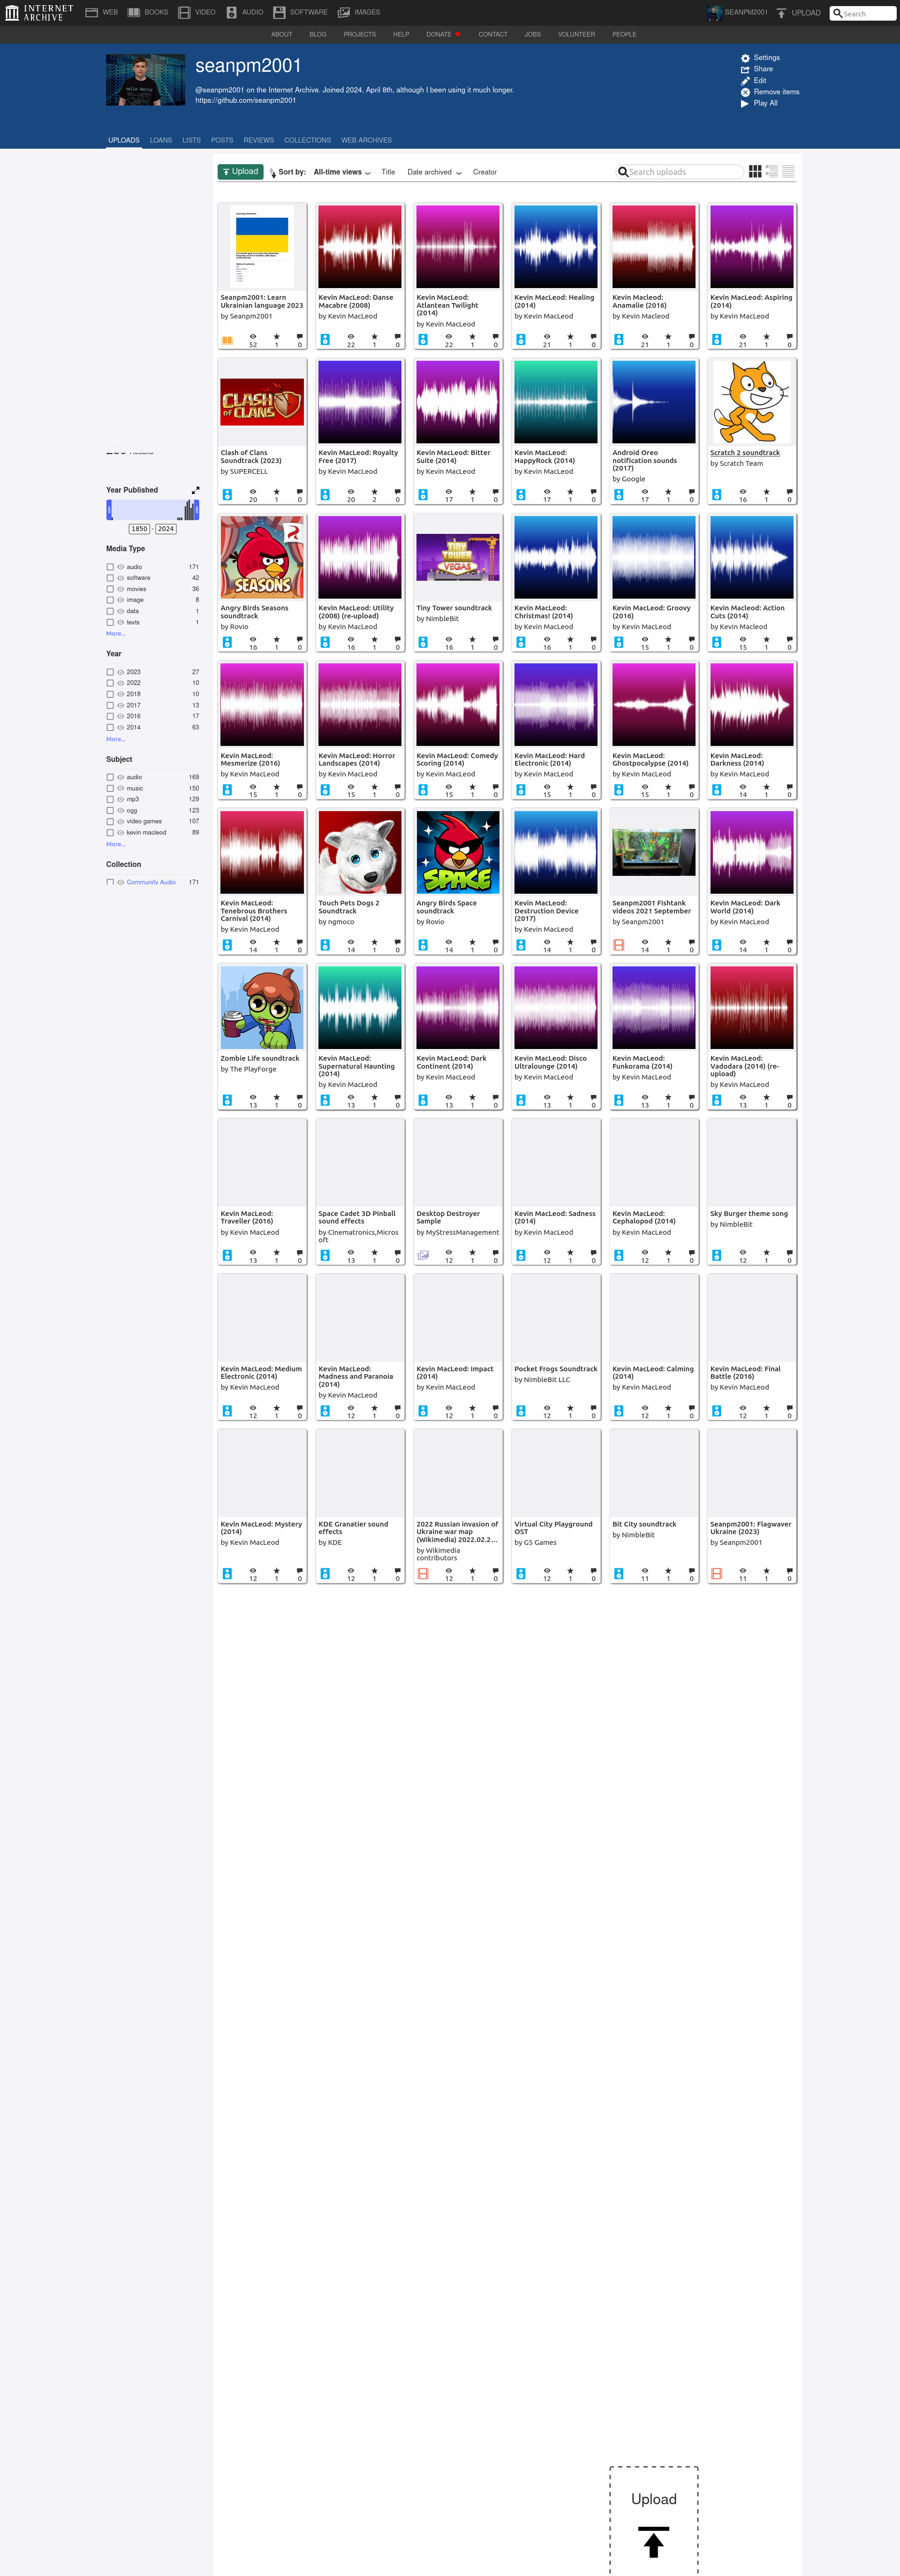 INTERNET ARCHIVE
WEB BOOKS VIDEO AUDIO SOFTWARE IMAGES
SEANPM2001 UPLOAD Search
ABOUT BLOG PROJECTS HELP DONATE CONTACT JOBS VOLUNTEER PEOPLE
seanpm2001
@seanpm2001 on the Internet Archive. Joined 2024, April 8th, although I been using it much longer.
https://github.com/seanpm2001
Settings
Share
Edit
Remove items
Play All
UPLOADS LOANS LISTS POSTS REVIEWS COLLECTIONS WEB ARCHIVES
Upload Sort by: All-time views Title Date archived Creator Search uploads
Year Published
1850 - 2024
Media Type
audio 171
software 42
movies 36
image 8
data 1
texts 1
More...
Year
2023 27
2022 10
2018 10
2017 13
2016 17
2014 63
More...
Subject
audio 169
music 150
mp3 129
ogg 123
video games 107
kevin macleod 89
More...
Collection
Community Audio 171
Seanpm2001: Learn Ukrainian language 2023
by Seanpm2001
52 1 0
Kevin MacLeod: Danse Macabre (2008)
by Kevin MacLeod
22 1 0
Kevin MacLeod: Atlantean Twilight (2014)
by Kevin MacLeod
22 1 0
Kevin MacLeod: Healing (2014)
by Kevin MacLeod
21 1 0
Kevin Macleod: Anamalie (2016)
by Kevin Macleod
21 1 0
Kevin MacLeod: Aspiring (2014)
by Kevin MacLeod
21 1 0
CLASH OF CLANS
Clash of Clans Soundtrack (2023)
by SUPERCELL
20 1 0
Kevin MacLeod: Royalty Free (2017)
by Kevin MacLeod
20 2 0
Kevin MacLeod: Bitter Suite (2014)
by Kevin MacLeod
17 1 0
Kevin MacLeod: HappyRock (2014)
by Kevin MacLeod
17 1 0
Android Oreo notification sounds (2017)
by Google
17 1 0
Scratch 2 soundtrack
by Scratch Team
16 1 0
SEASONS
Angry Birds Seasons soundtrack
by Rovio
16 1 0
Kevin MacLeod: Utility (2008) (re-upload)
by Kevin MacLeod
16 1 0
TINY TOWER VEGAS
Tiny Tower soundtrack
by NimbleBit
16 1 0
Kevin MacLeod: Christmas! (2014)
by Kevin MacLeod
16 1 0
Kevin MacLeod: Groovy (2016)
by Kevin MacLeod
15 1 0
Kevin Macleod: Action Cuts (2014)
by Kevin Macleod
15 1 0
Kevin MacLeod: Mesmerize (2016)
by Kevin MacLeod
15 1 0
Kevin MacLeod: Horror Landscapes (2014)
by Kevin MacLeod
15 1 0
Kevin MacLeod: Comedy Scoring (2014)
by Kevin MacLeod
15 1 0
Kevin MacLeod: Hard Electronic (2014)
by Kevin MacLeod
15 1 0
Kevin MacLeod: Ghostpocalypse (2014)
by Kevin MacLeod
15 1 0
Kevin MacLeod: Darkness (2014)
by Kevin MacLeod
14 1 0
Kevin MacLeod: Tenebrous Brothers Carnival (2014)
by Kevin MacLeod
14 1 0
Touch Pets Dogs 2 Soundtrack
by ngmoco
14 1 0
SPACE
Angry Birds Space soundtrack
by Rovio
14 1 0
Kevin MacLeod: Destruction Device (2017)
by Kevin MacLeod
14 1 0
Seanpm2001 Fishtank videos 2021 September
by Seanpm2001
14 1 0
Kevin MacLeod: Dark World (2014)
by Kevin MacLeod
14 1 0
Zombie Life soundtrack
by The PlayForge
13 1 0
Kevin MacLeod: Supernatural Haunting (2014)
by Kevin MacLeod
13 1 0
Kevin MacLeod: Dark Continent (2014)
by Kevin MacLeod
13 1 0
Kevin MacLeod: Disco Ultralounge (2014)
by Kevin MacLeod
13 1 0
Kevin MacLeod: Funkorama (2014)
by Kevin MacLeod
13 1 0
Kevin MacLeod: Vadodara (2014) (re-upload)
by Kevin MacLeod
13 1 0
Kevin MacLeod: Traveller (2016)
by Kevin MacLeod
13 1 0
Space Cadet 3D Pinball sound effects
by Cinematronics,Microsoft
13 1 0
Desktop Destroyer Sample
by MyStressManagement
12 1 0
Kevin MacLeod: Sadness (2014)
by Kevin MacLeod
12 1 0
Kevin MacLeod: Cephalopod (2014)
by Kevin MacLeod
12 1 0
Sky Burger theme song
by NimbleBit
12 1 0
Kevin MacLeod: Medium Electronic (2014)
by Kevin MacLeod
12 1 0
Kevin MacLeod: Madness and Paranoia (2014)
by Kevin MacLeod
12 1 0
Kevin MacLeod: Impact (2014)
by Kevin MacLeod
12 1 0
Pocket Frogs Soundtrack
by NimbleBit LLC
12 1 0
Kevin MacLeod: Calming (2014)
by Kevin MacLeod
12 1 0
Kevin MacLeod: Final Battle (2016)
by Kevin MacLeod
12 1 0
Kevin MacLeod: Mystery (2014)
by Kevin MacLeod
12 1 0
KDE Granatier sound effects
by KDE
12 1 0
2022 Russian invasion of Ukraine war map (Wikimedia) 2022.02.2...
by Wikimedia contributors
12 1 0
Virtual City Playground OST
by G5 Games
12 1 0
Bit City soundtrack
by NimbleBit
11 1 0
Seanpm2001: Flagwaver Ukraine (2023)
by Seanpm2001
11 1 0
Upload